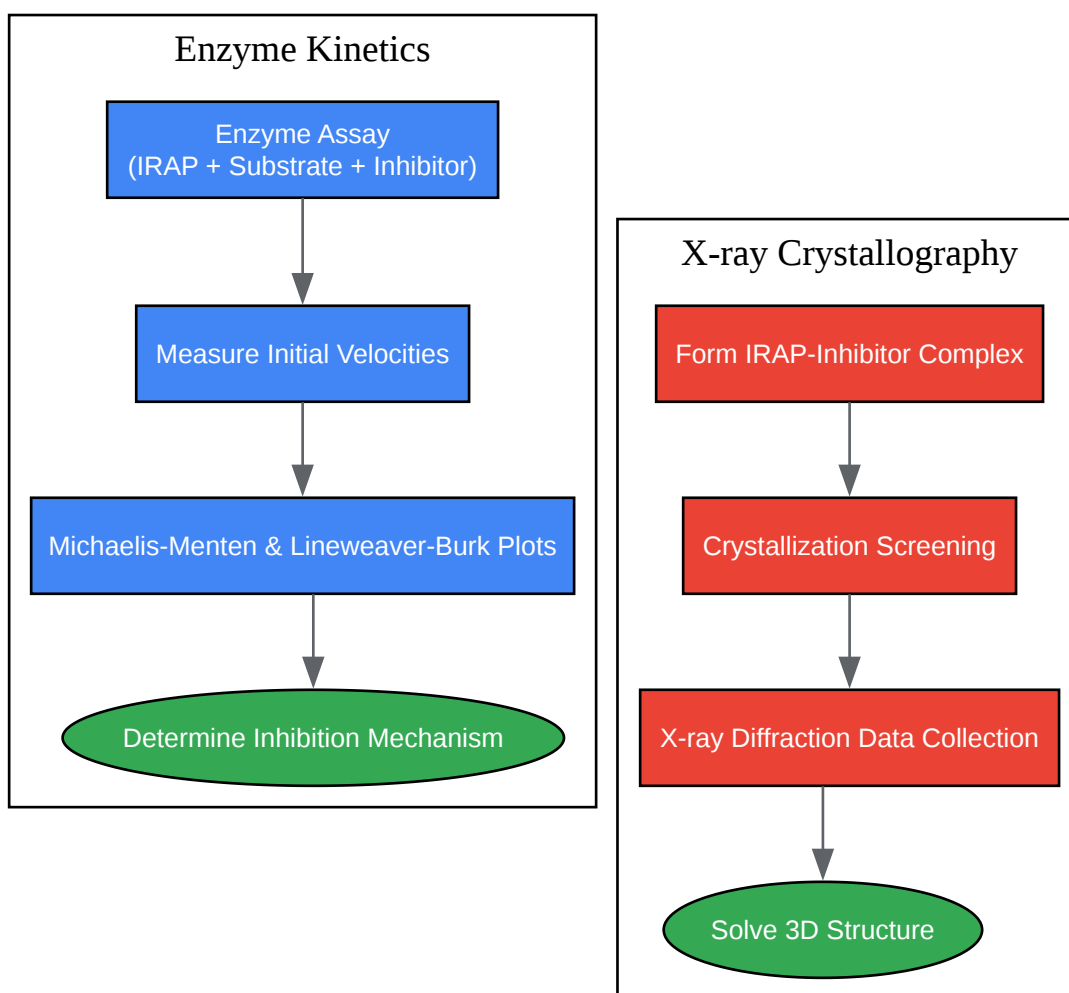 Enzyme Kinetics
Enzyme Assay
(IRAP + Substrate + Inhibitor)
Measure Initial Velocities
Michaelis-Menten & Lineweaver-Burk Plots
Determine Inhibition Mechanism
X-ray Crystallography
Form IRAP-Inhibitor Complex
Crystallization Screening
X-ray Diffraction Data Collection
Solve 3D Structure